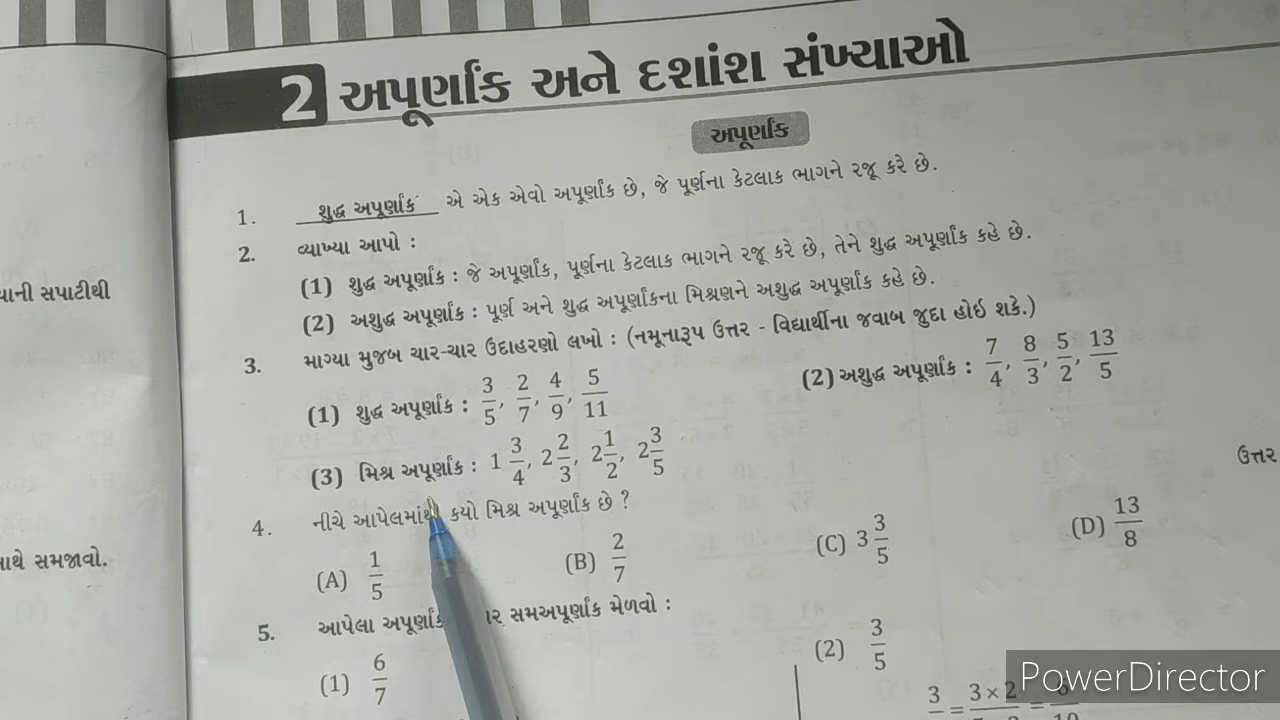 2 અપૂર્ણાંક અને દશાંશ સંખ્યાઓ
અપૂર્ણાંક
1. શુદ્ધ અપૂર્ણાંક એ એક એવો અપૂર્ણાંક છે, જે પૂર્ણના કેટલાક ભાગને રજૂ કરે છે.
2. વ્યાખ્યા આપો :
(1) શુદ્ધ અપૂર્ણાંક : જે અપૂર્ણાંક, પૂર્ણના કેટલાક ભાગને રજૂ કરે છે, તેને શુદ્ધ અપૂર્ણાંક કહે છે.
(2) અશુદ્ધ અપૂર્ણાંક : પૂર્ણ અને શુદ્ધ અપૂર્ણાંકના મિશ્રણને અશુદ્ધ અપૂર્ણાંક કહે છે.
3. માગ્યા મુજબ ચાર-ચાર ઉદાહરણો લખો : (નમૂનારૂપ ઉત્તર - વિદ્યાર્થીના જવાબ જુદા હોઈ શકે.)
(1) શુદ્ધ અપૂર્ણાંક : 3/5, 2/7, 4/9, 5/11 (2) અશુદ્ધ અપૂર્ણાંક : 7/4, 8/3, 5/2, 13/5
(3) મિશ્ર અપૂર્ણાંક : 1 3/4, 2 2/3, 2 1/2, 2 3/5
ઉત્તર
4. નીચે આપેલમાંથી કયો મિશ્ર અપૂર્ણાંક છે ?
(A) 1/5 (B) 2/7 (C) 3 3/5 (D) 13/8
5. આપેલા અપૂર્ણાંક સમઅપૂર્ણાંક મેળવો :
(1) 6/7 (2) 3/5
3 = 3 × 2 =
સપાટીથી
સમજાવો.
PowerDirector